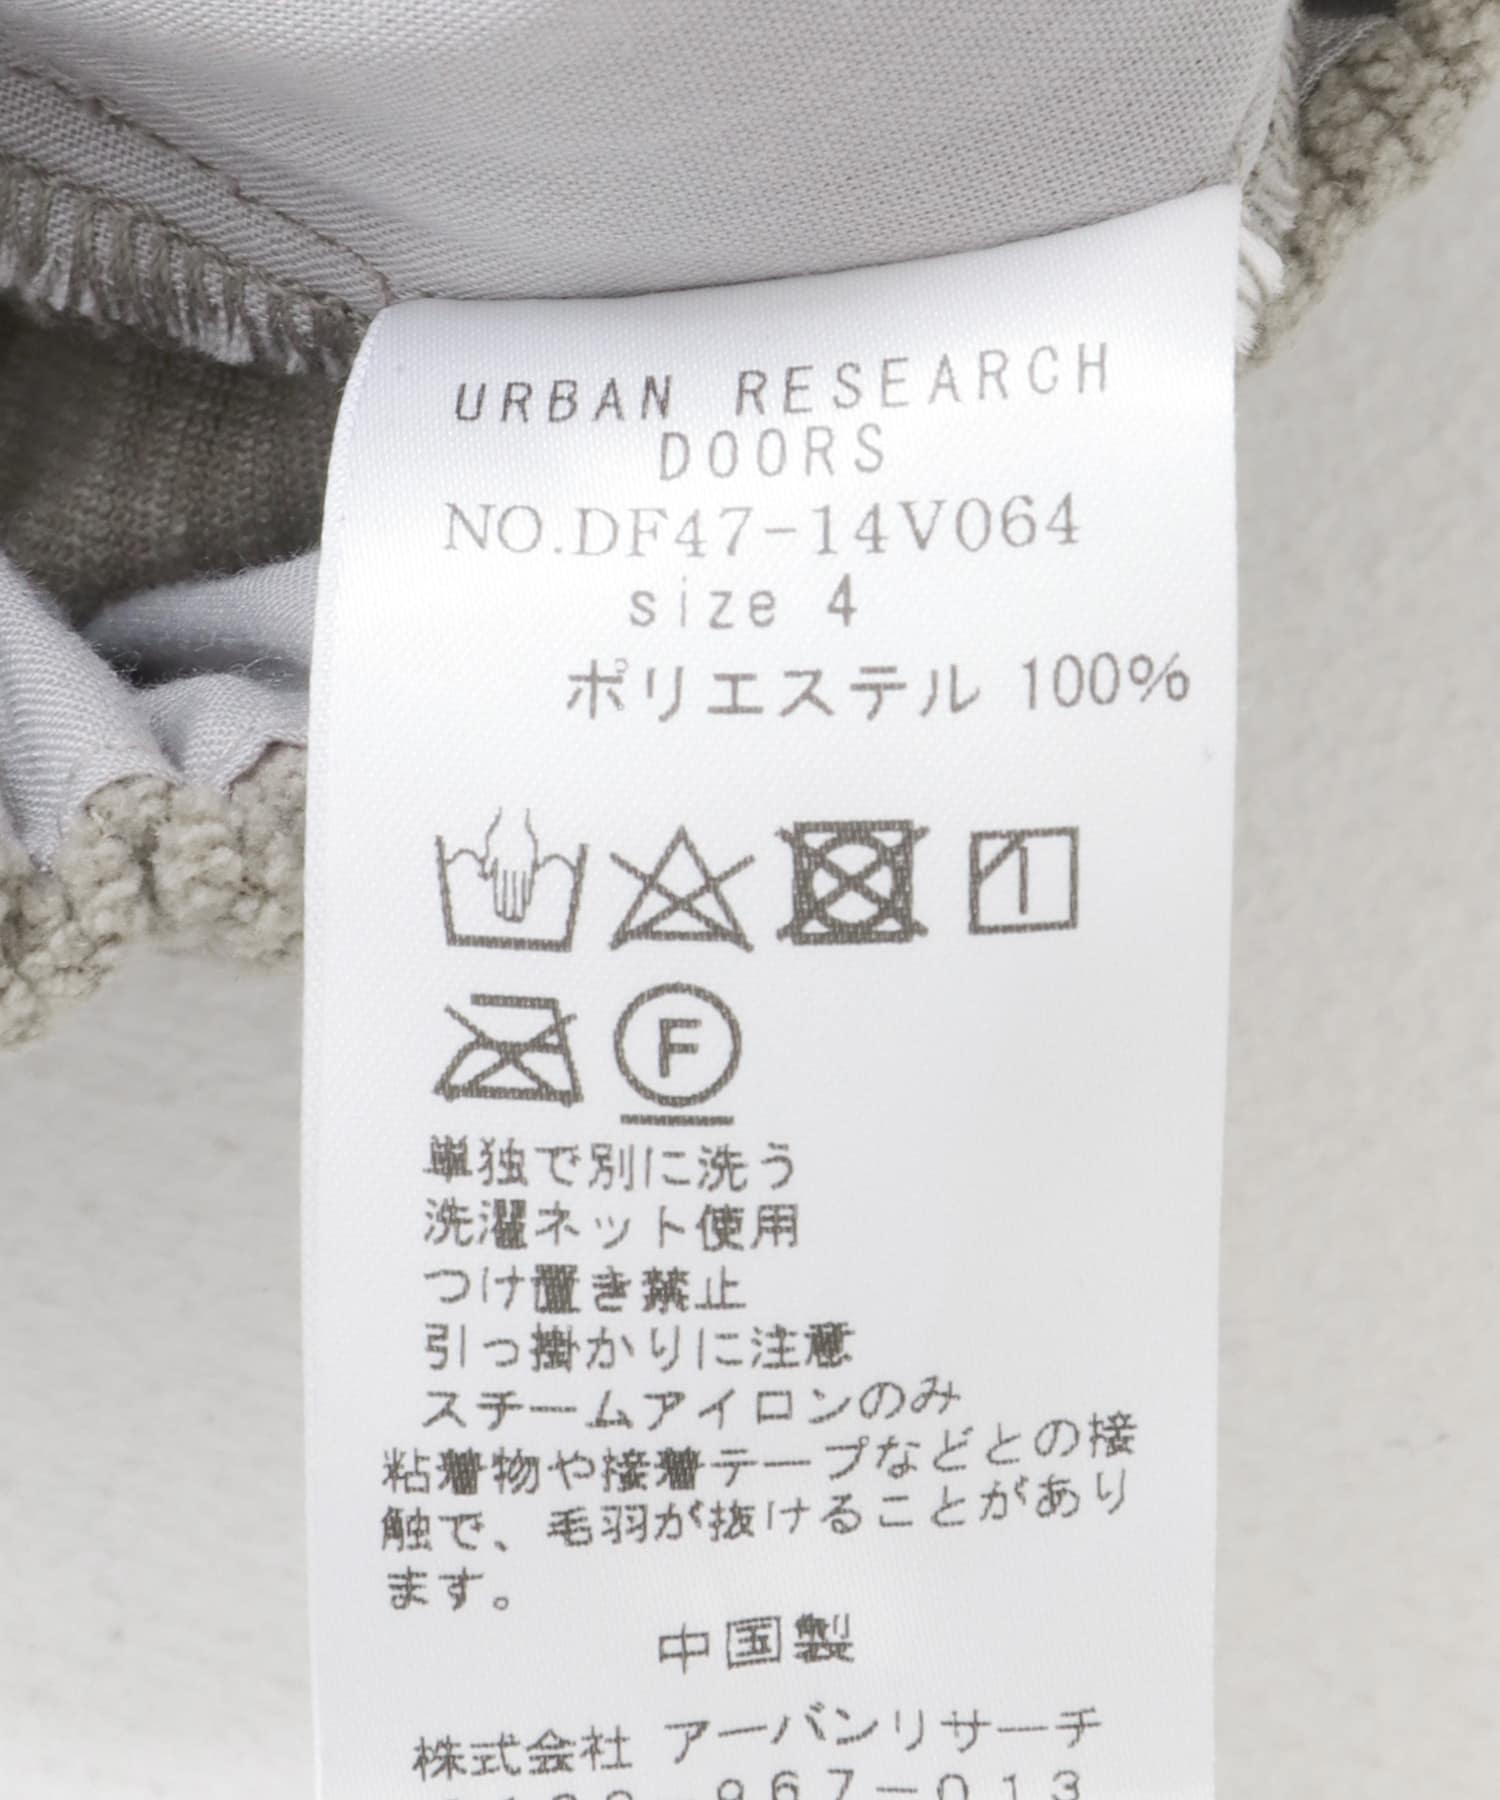 URBAN RESEARCH
DOORS
NO.DF47-14V064
size 4
ポリエステル 100%
F
単独で別に洗う
洗濯ネット使用
つけ置き禁止
引っ掛かりに注意
スチームアイロンのみ
粘着物や接着テープなどとの接
触で、毛羽が抜けることがあり
ます。
中国製
株式会社 アーバンリサーチ
-967-013